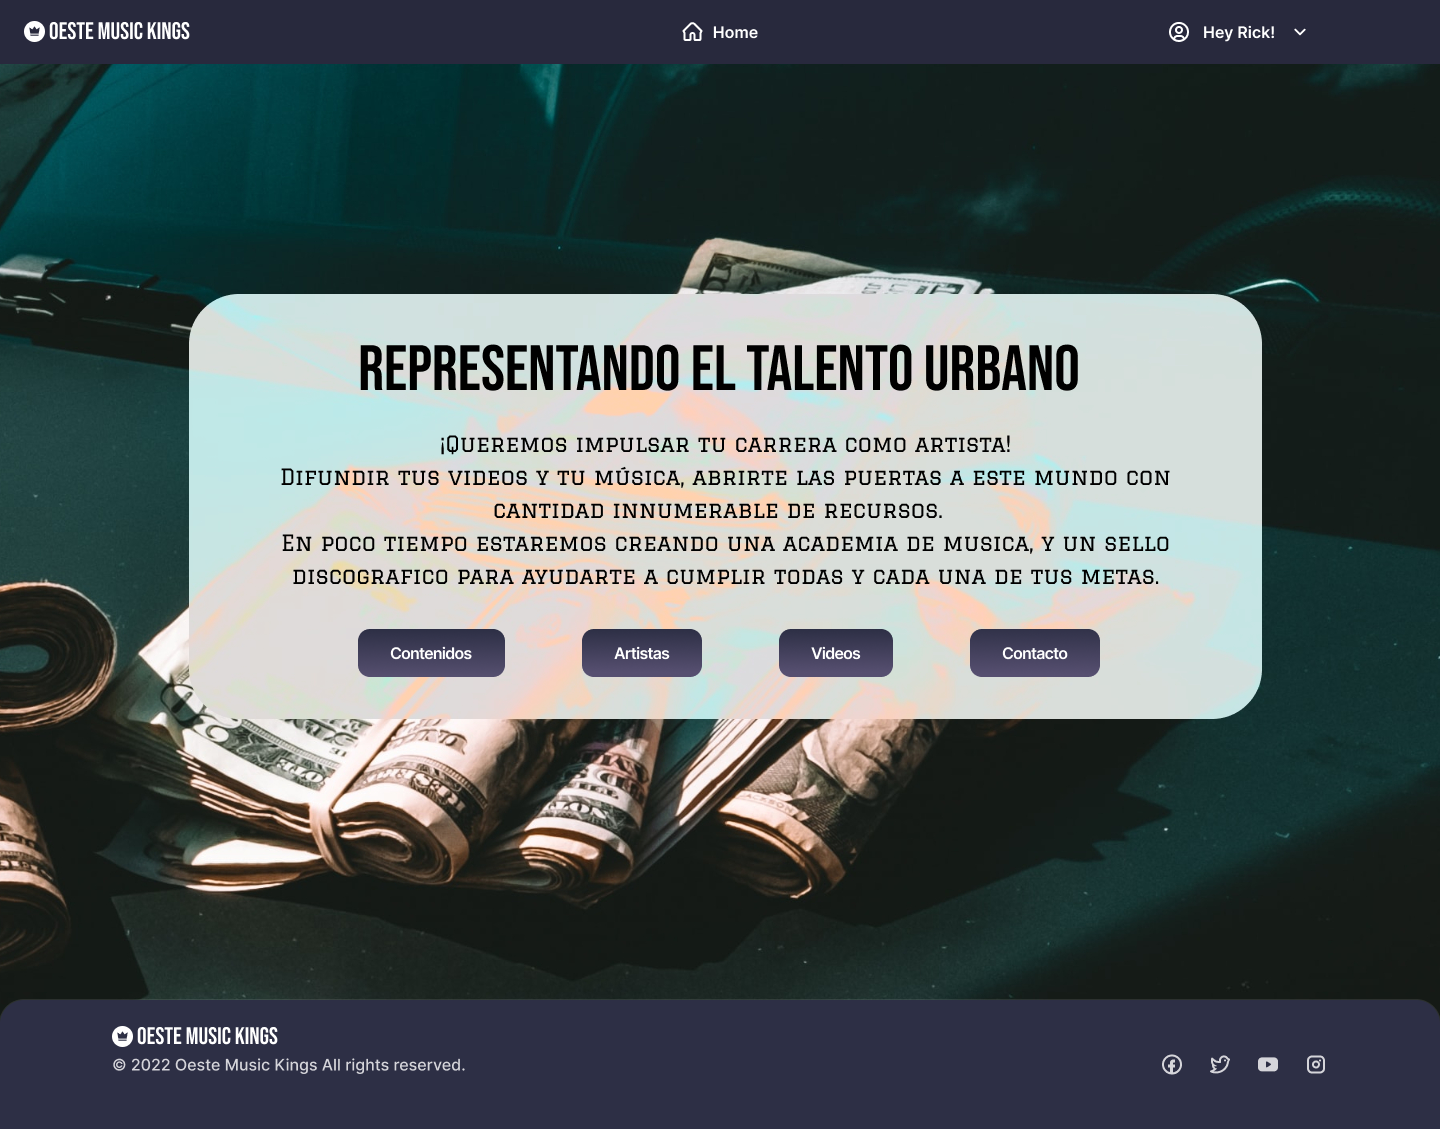 OESTE MUSIC KINGS
Home
Hey Rick!
REPRESENTANDO EL TALENTO URBANO
¡Queremos impulsar tu carrera como artista!
Difundir tus videos y tu música, abrirte las puertas a este mundo con
cantidad innumerable de recursos.
En poco tiempo estaremos creando una academia de musica, y un sello
discografico para ayudarte a cumplir todas y cada una de tus metas.
Contenidos
Artistas
Videos
Contacto
OESTE MUSIC KINGS
© 2022 Oeste Music Kings All rights reserved.